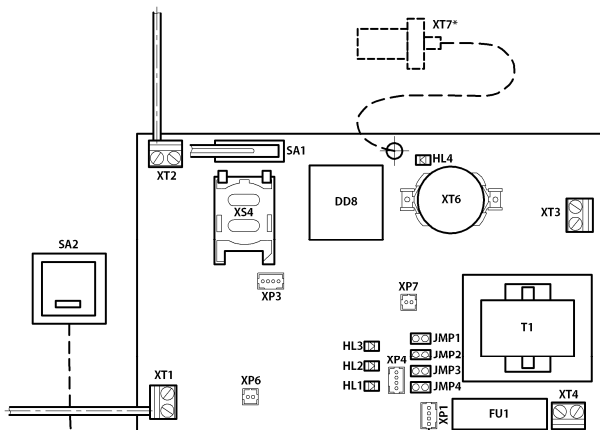 XT7*
SA1
HL4
XT2
XS4
DD8
XT6
XT3
SA2
XP3
XP7
T1
JMP1
HL3
JMP2
XP4
HL2
JMP3
XT1
XP6
HL1
JMP4
XT4
XP1
FU1